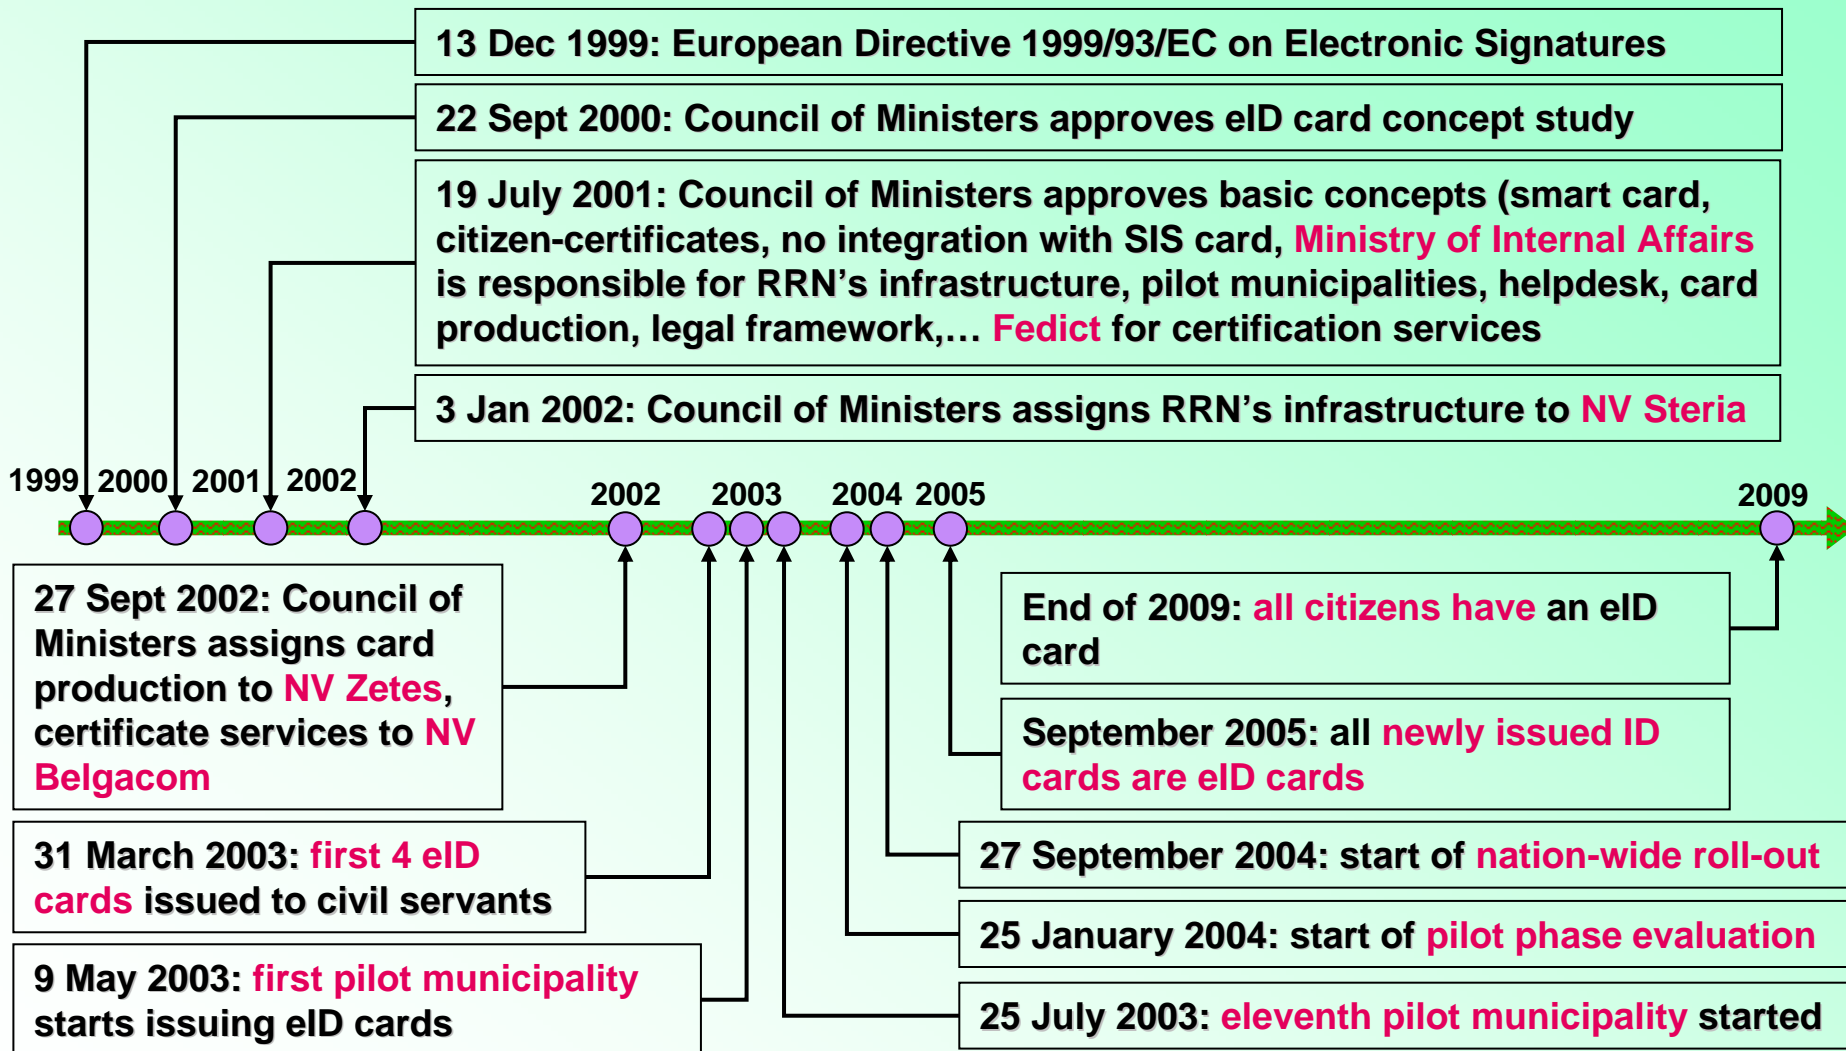 13 Dec 1999: European Directive 1999/93/EC on Electronic Signatures
22 Sept 2000: Council of Ministers approves eID card concept study
19 July 2001: Council of Ministers approves basic concepts (smart card,
citizen-certificates, no integration with SIS card, Ministry of Internal Affairs
is responsible for RRN’s infrastructure, pilot municipalities, helpdesk, card
production, legal framework,… Fedict for certification services
3 Jan 2002: Council of Ministers assigns RRN’s infrastructure to NV Steria
1999 2000 2001 2002 2002 2003 2004 2005 2009
27 Sept 2002: Council of
Ministers assigns card
production to NV Zetes,
certificate services to NV
Belgacom
31 March 2003: first 4 eID
cards issued to civil servants
9 May 2003: first pilot municipality
starts issuing eID cards
End of 2009: all citizens have an eID
card
September 2005: all newly issued ID
cards are eID cards
27 September 2004: start of nation-wide roll-out
25 January 2004: start of pilot phase evaluation
25 July 2003: eleventh pilot municipality started